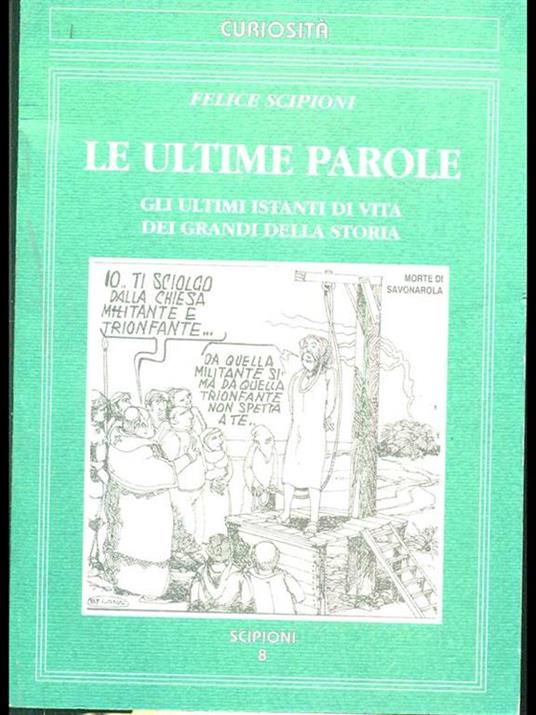 CURIOSITÀ
FELICE SCIPIONI
LE ULTIME PAROLE
GLI ULTIMI ISTANTI DI VITA
DEI GRANDI DELLA STORIA
IO.. TI SCIOLGO
DALLA CHIESA
MILITANTE E
TRIONFANTE...
MORTE DI
SAVONAROLA
DA QUELLA
MILITANTE SI
MA DA QUELLA
TRIONFANTE
NON SPETTA
A TE..
SCIPIONI
8